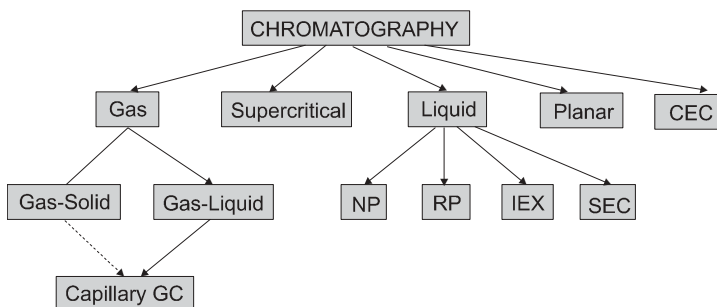 CHROMATOGRAPHY
Gas
Supercritical
Liquid
Planar
CEC
Gas-Solid
Gas-Liquid
NP
RP
IEX
SEC
Capillary GC